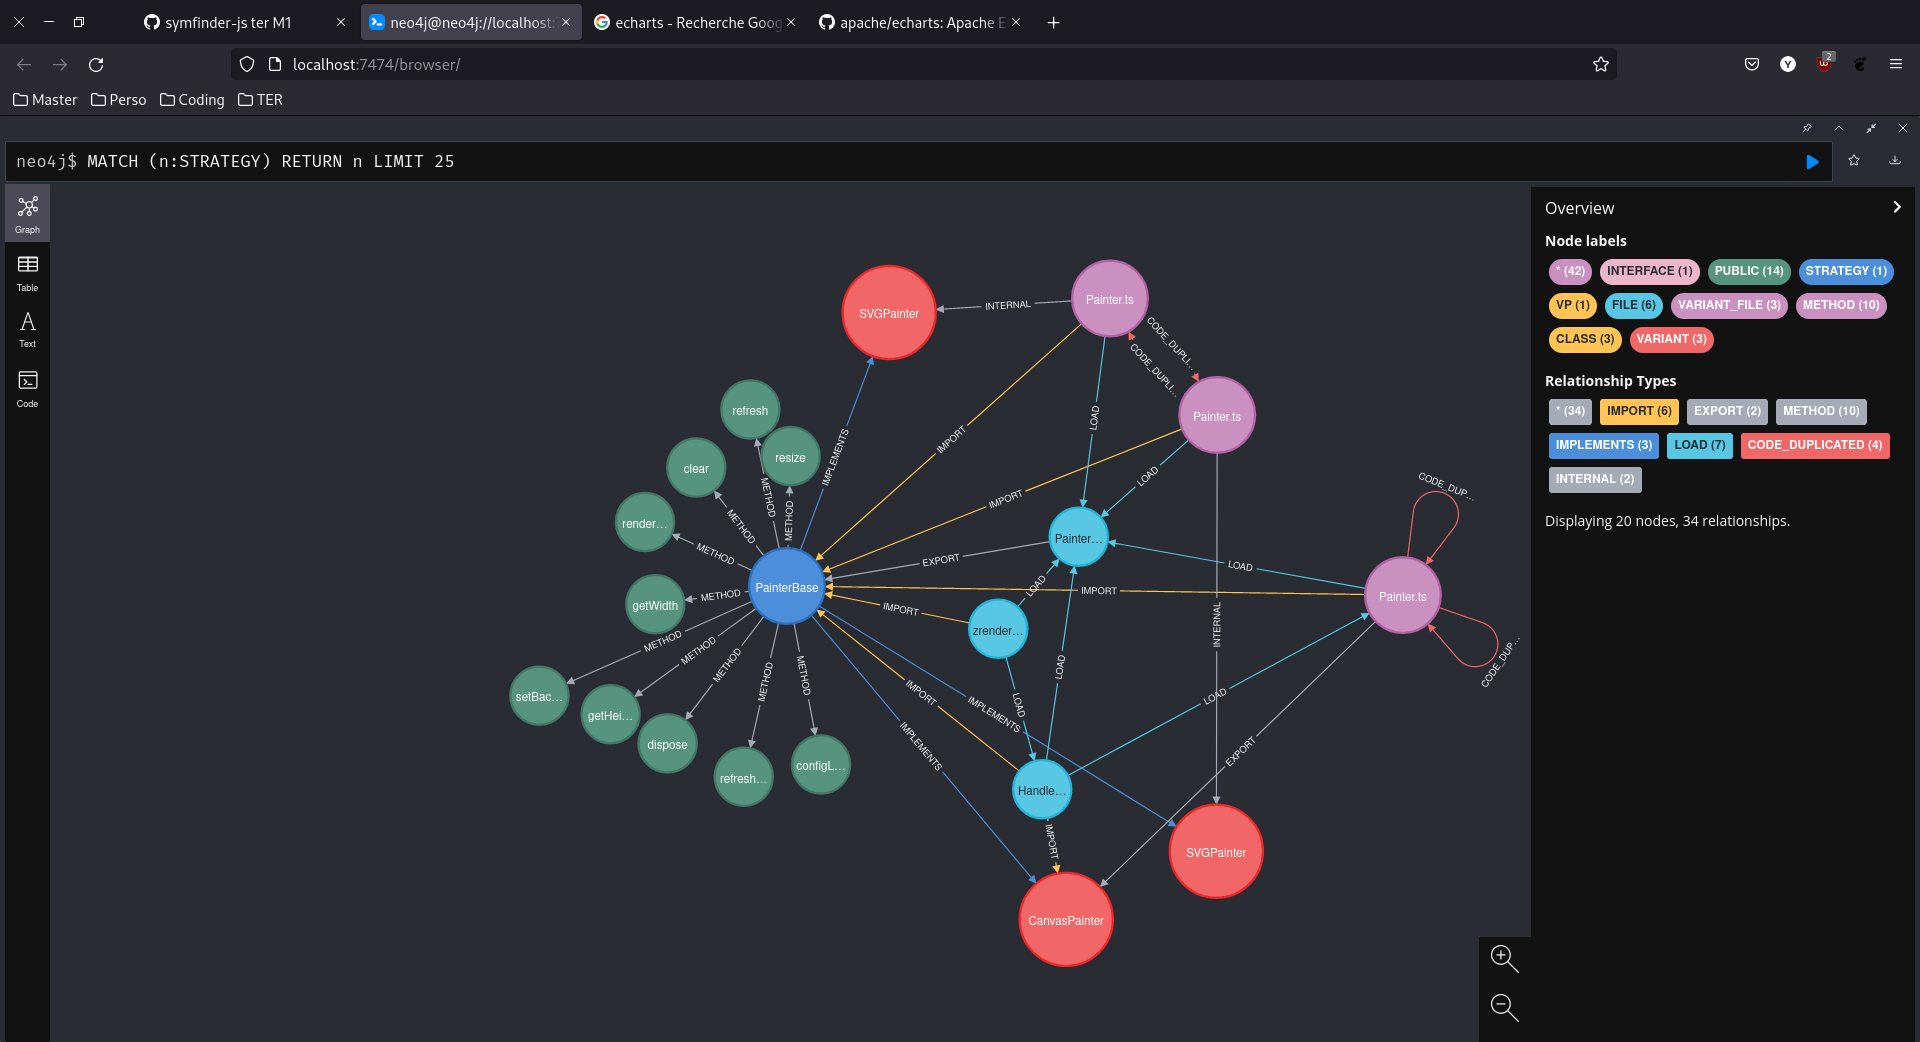 symfinder-js ter M1
neo4j@neo4j://localhost:
echarts - Recherche Goog
apache/echarts: Apache E
localhost:7474/browser/
2
Master
Perso
Coding
TER
neo4j$ MATCH (n:STRATEGY) RETURN n LIMIT 25
Graph
Table
Text
Code
SVGPainter
INTERNAL
Painter.ts
CODE_DUPLI...
CODE_DUPLI...
Painter.ts
refresh
resize
clear
render...
getWidth
setBac...
getHei...
dispose
refresh...
configL...
METHOD
METHOD
METHOD
METHOD
METHOD
METHOD
METHOD
METHOD
METHOD
METHOD
PainterBase
IMPLEMENTS
IMPORT
IMPORT
LOAD
LOAD
Painter...
EXPORT
LOAD
IMPORT
IMPORT
LOAD
zrender...
LOAD
LOAD
IMPORT
IMPLEMENTS
IMPLEMENTS
INTERNAL
LOAD
EXPORT
Handle...
IMPORT
CODE_DUP...
Painter.ts
CODE_DUP...
SVGPainter
CanvasPainter
Overview
Node labels
* (42)
INTERFACE (1)
PUBLIC (14)
STRATEGY (1)
VP (1)
FILE (6)
VARIANT_FILE (3)
METHOD (10)
CLASS (3)
VARIANT (3)
Relationship Types
* (34)
IMPORT (6)
EXPORT (2)
METHOD (10)
IMPLEMENTS (3)
LOAD (7)
CODE_DUPLICATED (4)
INTERNAL (2)
Displaying 20 nodes, 34 relationships.